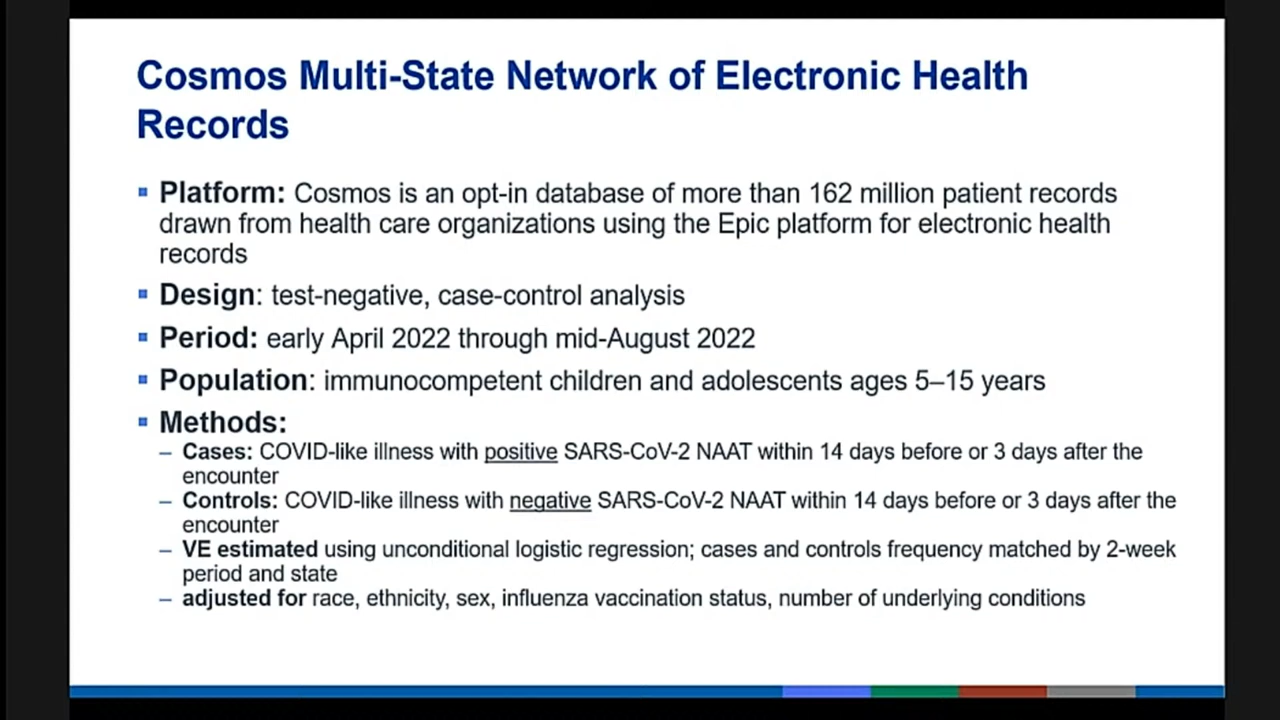 Cosmos Multi-State Network of Electronic Health
Records
▪ Platform: Cosmos is an opt-in database of more than 162 million patient records
drawn from health care organizations using the Epic platform for electronic health
records
▪ Design: test-negative, case-control analysis
▪ Period: early April 2022 through mid-August 2022
▪ Population: immunocompetent children and adolescents ages 5–15 years
▪ Methods:
– Cases: COVID-like illness with positive SARS-CoV-2 NAAT within 14 days before or 3 days after the
encounter
– Controls: COVID-like illness with negative SARS-CoV-2 NAAT within 14 days before or 3 days after the
encounter
– VE estimated using unconditional logistic regression; cases and controls frequency matched by 2-week
period and state
– adjusted for race, ethnicity, sex, influenza vaccination status, number of underlying conditions